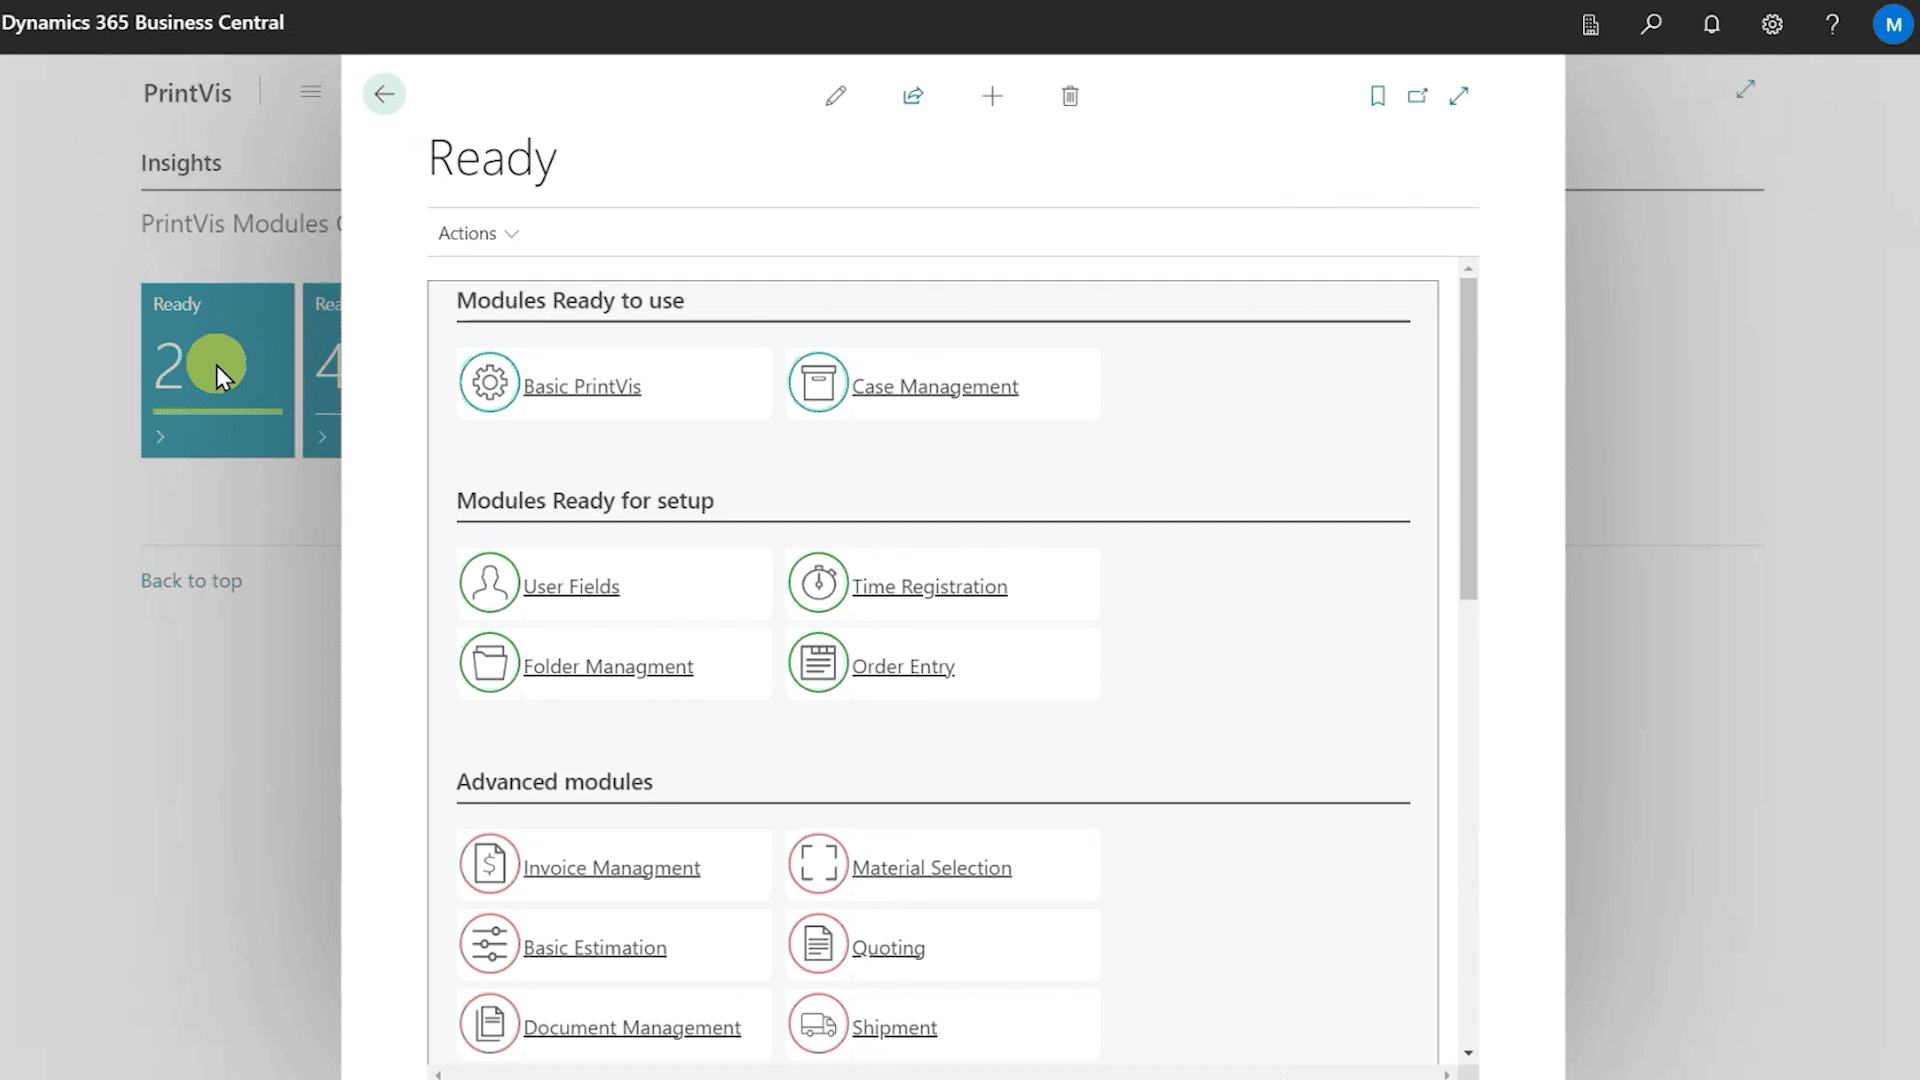 Dynamics 365 Business Central
M
PrintVis
Insights
PrintVis Modules
Ready
2
4
Back to top
Ready
Actions
Modules Ready to use
Basic PrintVis
Case Management
Modules Ready for setup
User Fields
Time Registration
Folder Managment
Order Entry
Advanced modules
Invoice Managment
Material Selection
Basic Estimation
Quoting
Document Management
Shipment